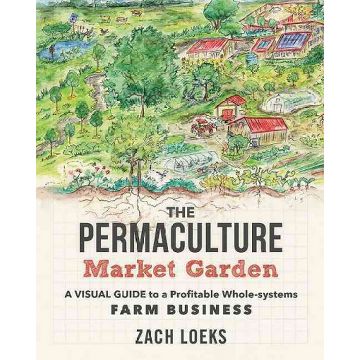 THE
PERMACULTURE
Market Garden
A VISUAL GUIDE to a Profitable Whole-systems
FARM BUSINESS
ZACH LOEKS